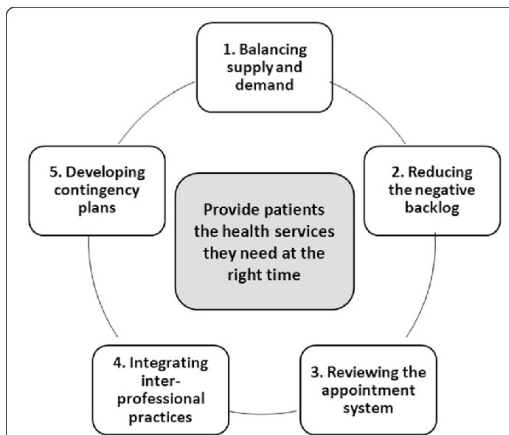 1. Balancing
supply and
demand
2. Reducing
the negative
backlog
3. Reviewing the
appointment
system
4. Integrating
inter-
professional
practices
5. Developing
contingency
plans
Provide patients
the health services
they need at the
right time